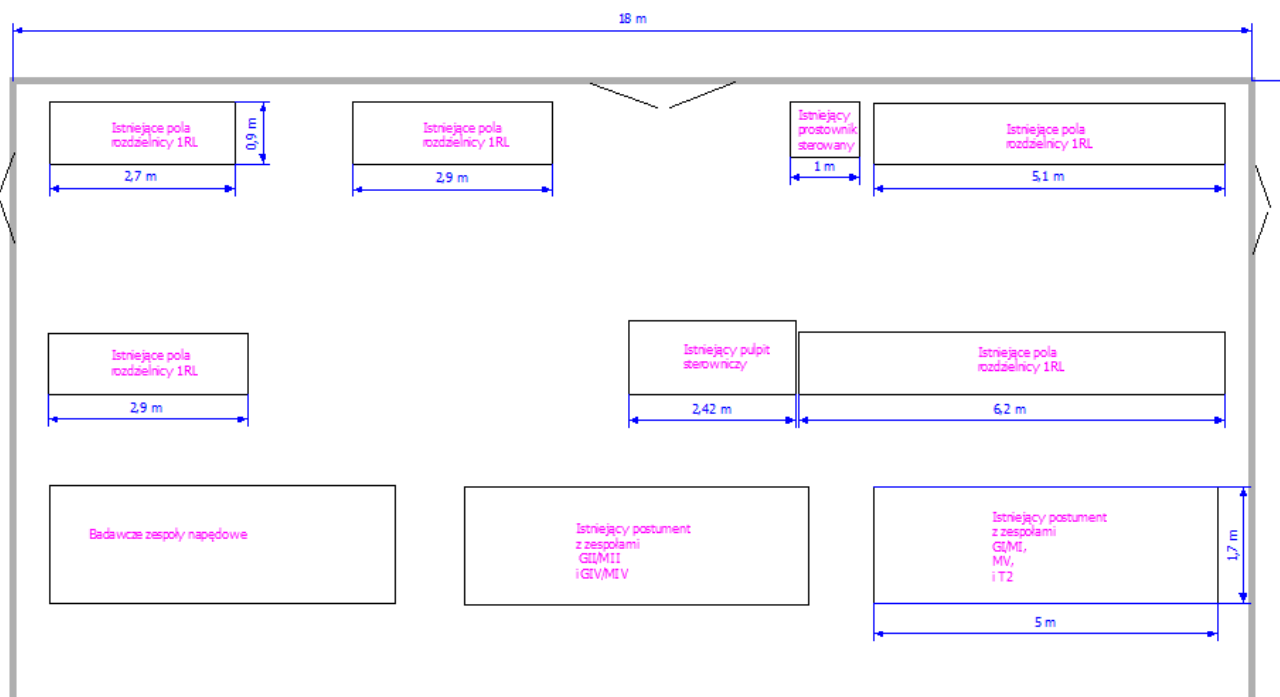 18 m
Istniejące pola
rozdzielnicy 1RL
0,9 m
2,7 m
Istniejące pola
rozdzielnicy 1RL
2,9 m
Istniejący
prostownik
sterowany
1 m
Istniejące pola
rozdzielnicy 1RL
5,1 m
Istniejące pola
rozdzielnicy 1RL
2,9 m
Istniejący pulpit
sterowniczy
2,42 m
Istniejące pola
rozdzielnicy 1RL
6,2 m
Badawcze zespoły napędowe
Istniejący postument
z zespołami
GII/MII
i GIV/MIV
Istniejący postument
z zespołami
GI/MI,
MV,
i T2
1,7 m
5 m